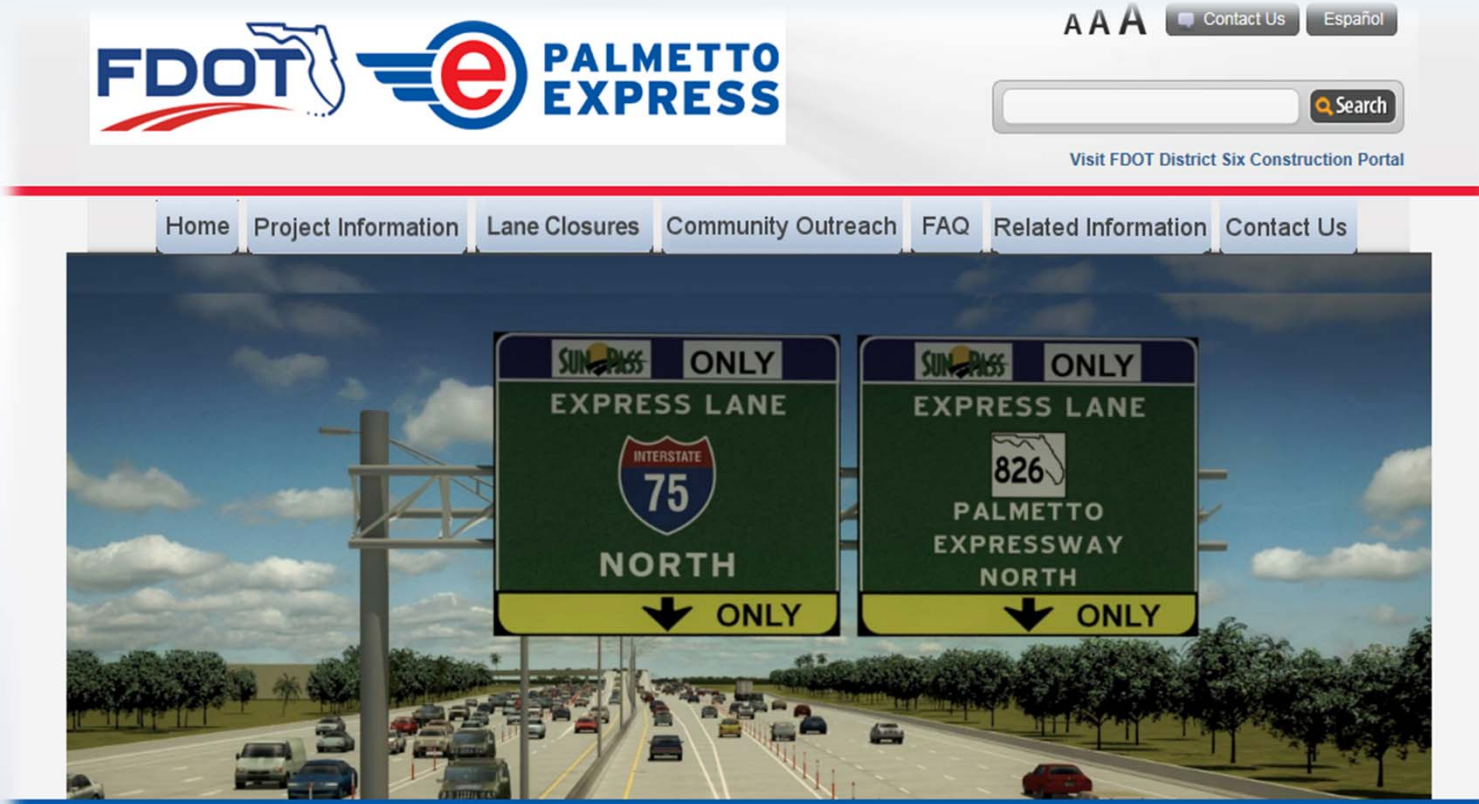 FDOT
PALMETTO
EXPRESS
A A A
Contact Us
Español
Search
Visit FDOT District Six Construction Portal
Home
Project Information
Lane Closures
Community Outreach
FAQ
Related Information
Contact Us
SUNPASS ONLY
EXPRESS LANE
INTERSTATE
75
NORTH
ONLY
SUNPASS ONLY
EXPRESS LANE
826
PALMETTO
EXPRESSWAY
NORTH
ONLY